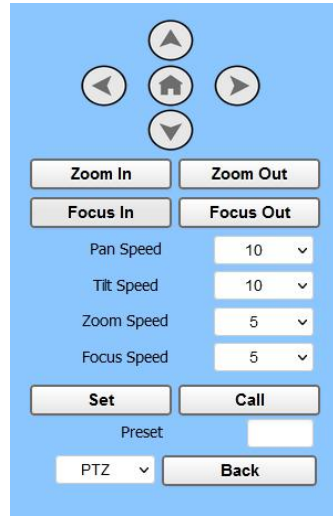 Zoom In Zoom Out
Focus In Focus Out
Pan Speed 10
Tilt Speed 10
Zoom Speed 5
Focus Speed 5
Set Call
Preset
PTZ Back